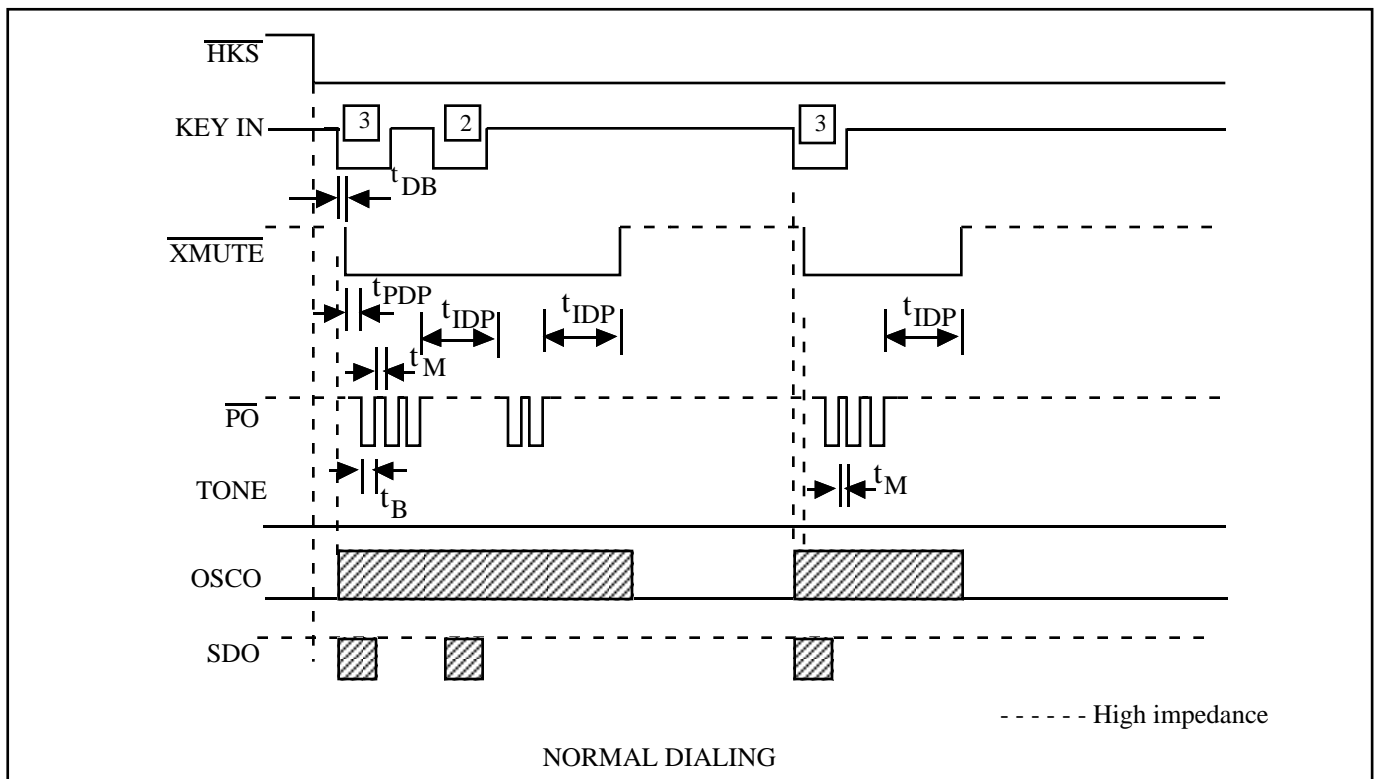 HKS
KEY IN
3
2
3
tDB
XMUTE
tPDP
tIDP
tIDP
tIDP
tM
PO
tM
TONE
tB
OSCO
SDO
- - - - - - High impedance
NORMAL DIALING